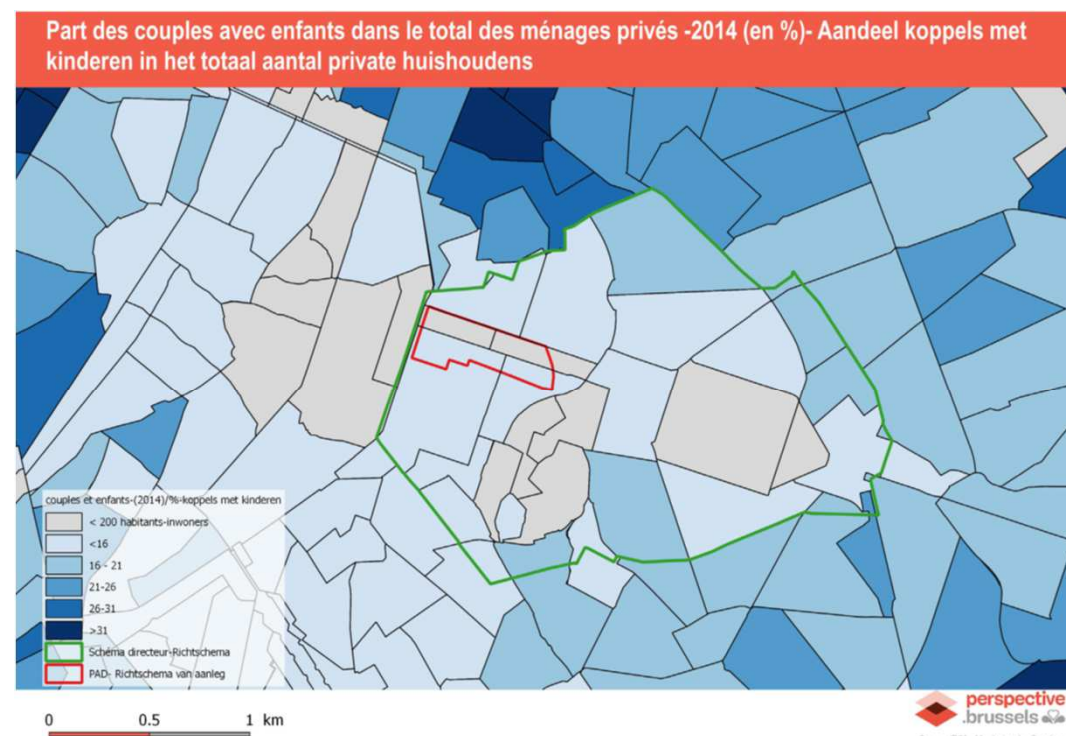 Part des couples avec enfants dans le total des ménages privés -2014 (en %)- Aandeel koppels met
kinderen in het totaal aantal private huishoudens
couples et enfants-(2014)/%-koppels met kinderen
< 200 habitants-inwoners
<16
16 - 21
21-26
26-31
>31
Schéma directeur-Richtschema
PAD- Richtschema van aanleg
0 0.5 1 km
perspective
.brussels